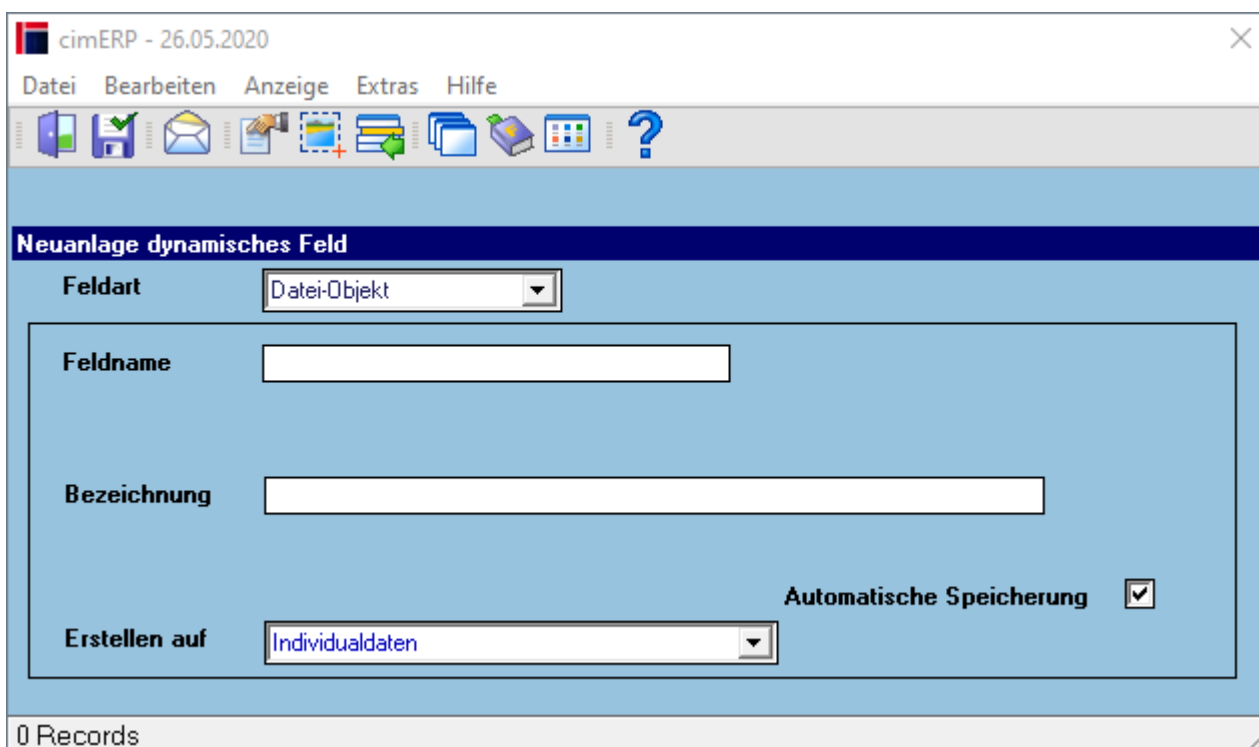 cimERP - 26.05.2020
Datei Bearbeiten Anzeige Extras Hilfe
Neuanlage dynamisches Feld
Feldart Datei-Objekt
Feldname
Bezeichnung
Automatische Speicherung
Erstellen auf Individualdaten
0 Records